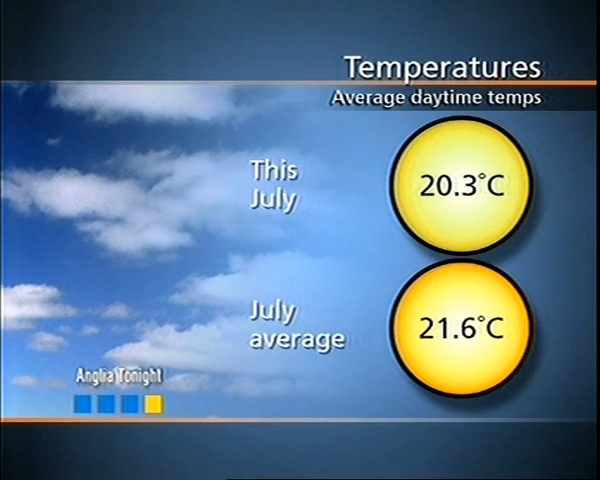 Temperatures
Average daytime temps
This
July
20.3°C
July
average
21.6°C
Anglia Tonight